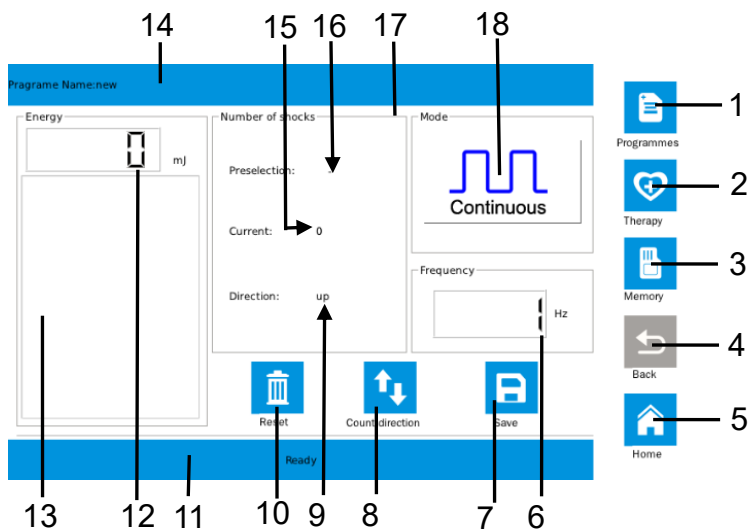 14
15
16
17
18
Pragrame Name:new
Energy
0
mJ
Number of shocks
Preselection:
-
Current:
0
Direction:
up
Mode
Continuous
Frequency
1
Hz
Reset
Count direction
Save
Ready
Programmes
1
Therapy
2
Memory
3
Back
4
Home
5
13
12
11
10
9
8
7
6